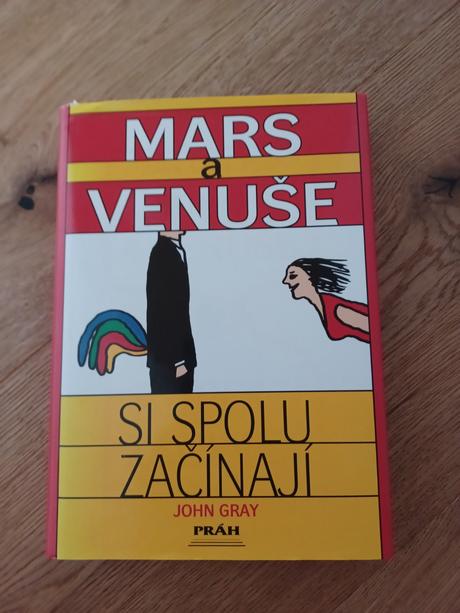 MARS
a
VENUŠE
SI SPOLU
ZAČÍNAJÍ
JOHN GRAY
PRÁH